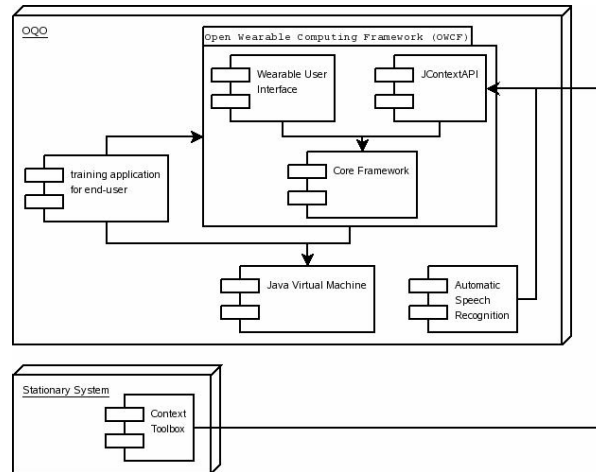 OQO
Open Wearable Computing Framework (OWCF)
Wearable User
Interface
JContextAPI
training application
for end-user
Core Framework
Java Virtual Machine
Automatic
Speech
Recognition
Stationary System
Context
Toolbox